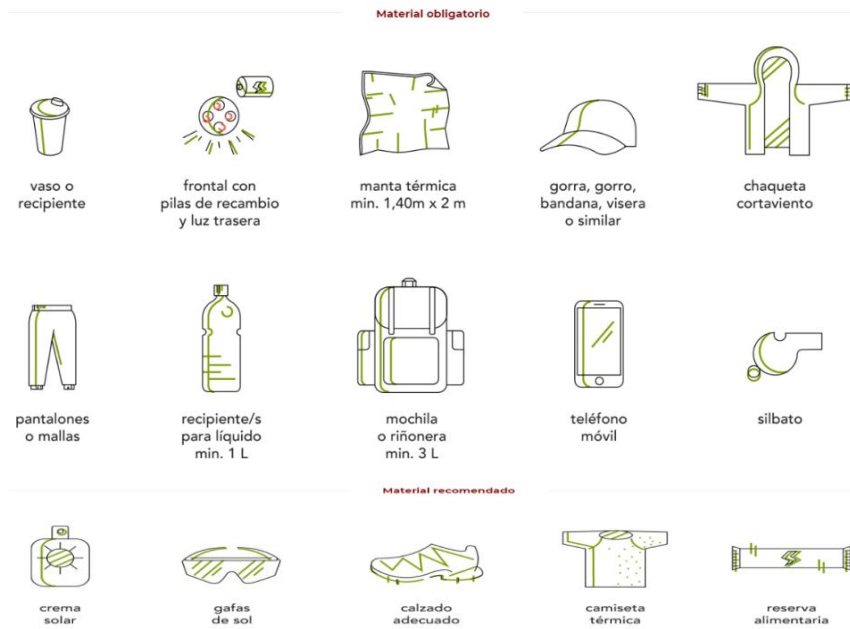 Material obligatorio
vaso o
recipiente
frontal con
pilas de recambio
y luz trasera
manta térmica
min. 1,40m x 2 m
gorra, gorro,
bandana, visera
o similar
chaqueta
cortaviento
pantalones
o mallas
recipiente/s
para líquido
min. 1 L
mochila
o riñonera
min. 3 L
teléfono
móvil
silbato
Material recomendado
crema
solar
gafas
de sol
calzado
adecuado
camiseta
térmica
reserva
alimentaria